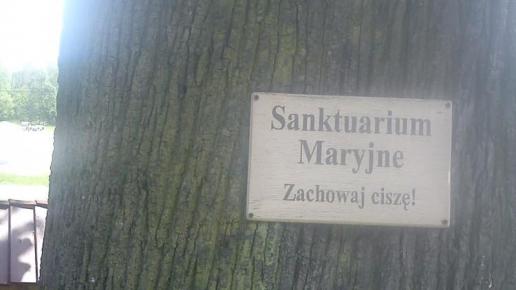 Sanktuarium
Maryjne
Zachowaj ciszę!